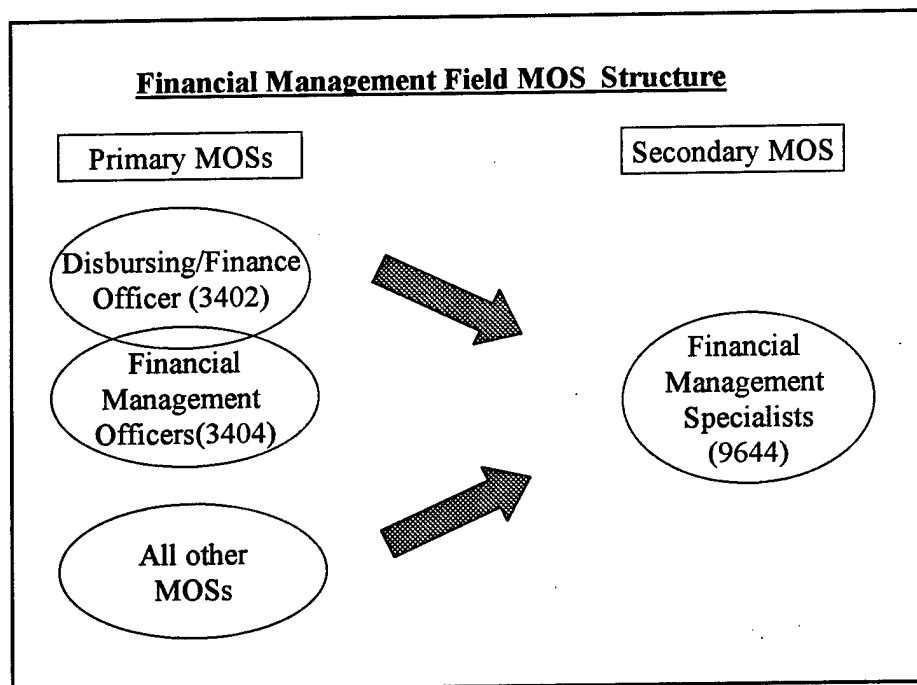 Financial Management Field MOS Structure
Primary MOSs
Secondary MOS
Disbursing/Finance
Officer (3402)
Financial
Management
Officers(3404)
All other
MOSs
Financial
Management
Specialists
(9644)